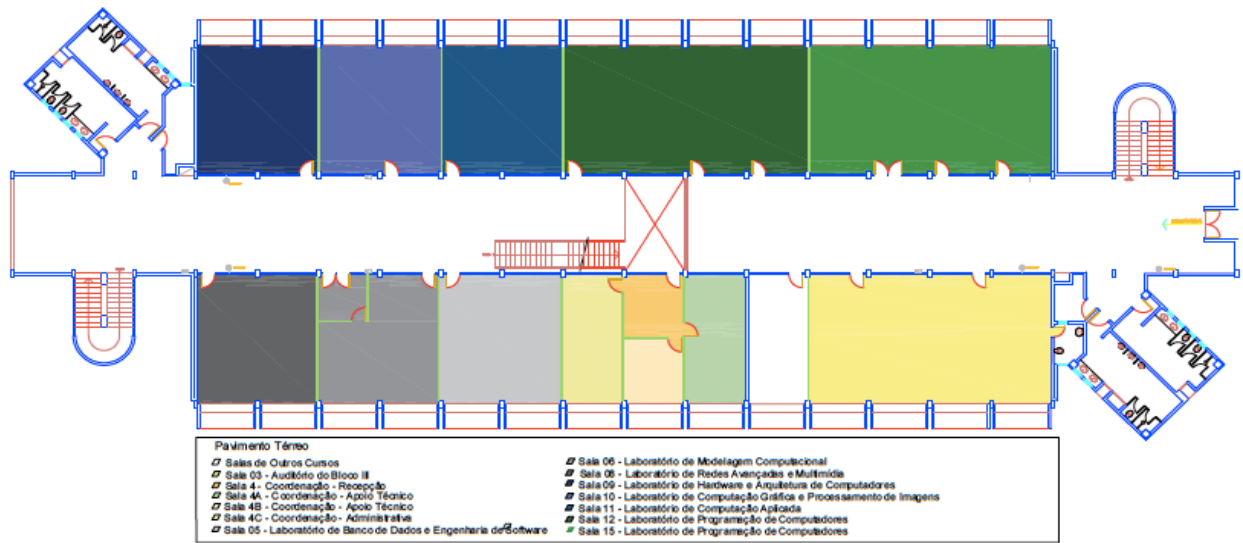 Pavimento Térreo
Salas de Outros Cursos
Sala 03 - Auditório do Bloco III
Sala 4 - Coordenação - Recepção
Sala 4A - Coordenação - Apoio Técnico
Sala 4B - Coordenação - Apoio Técnico
Sala 4C - Coordenação - Administrativa
Sala 05 - Laboratório de Banco de Dados e Engenharia de Software
Sala 06 - Laboratório de Modelagem Computacional
Sala 08 - Laboratório de Redes Avançadas e Multimídia
Sala 09 - Laboratório de Hardware e Arquitetura de Computadores
Sala 10 - Laboratório de Computação Gráfica e Processamento de Imagens
Sala 11 - Laboratório de Computação Aplicada
Sala 12 - Laboratório de Programação de Computadores
Sala 15 - Laboratório de Programação de Computadores